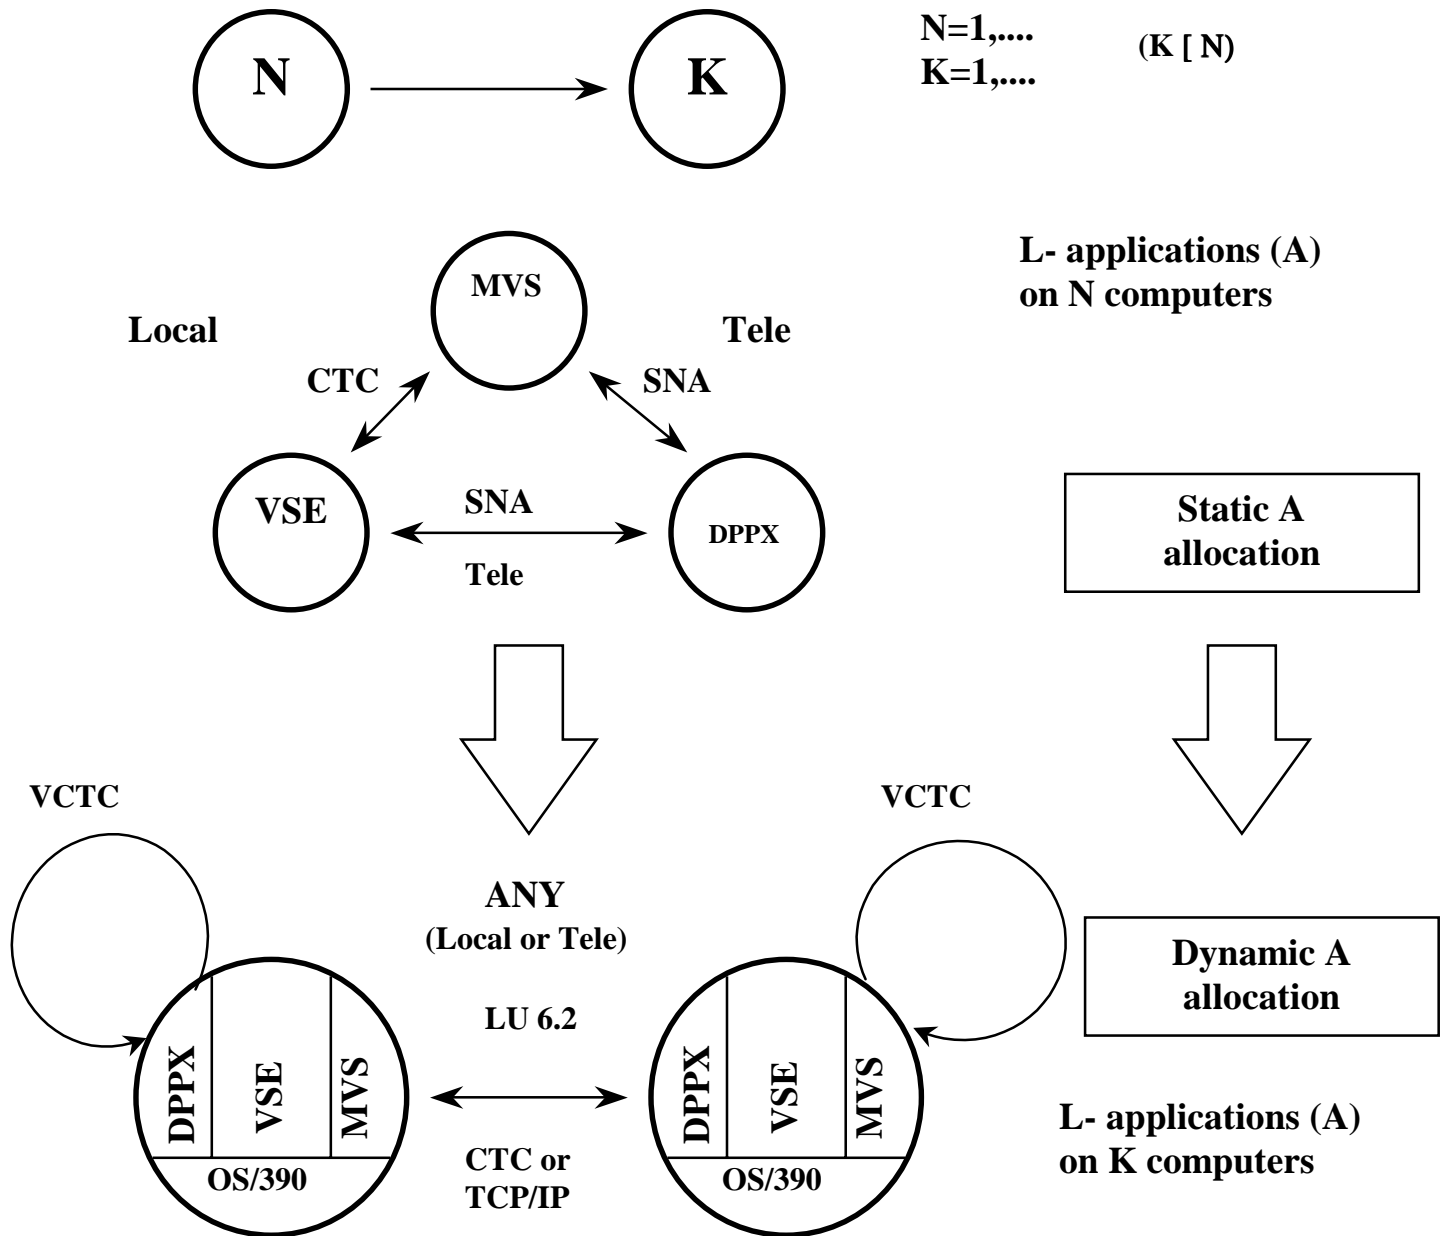 N
K
N=1,....
K=1,....
(K [ N)
L- applications (A)
on N computers
MVS
Local
Tele
CTC
SNA
VSE
SNA
Tele
DPPX
Static A
allocation
VCTC
VCTC
ANY
(Local or Tele)
LU 6.2
Dynamic A
allocation
DPPX
VSE
MVS
OS/390
CTC or
TCP/IP
DPPX
VSE
MVS
OS/390
L- applications (A)
on K computers